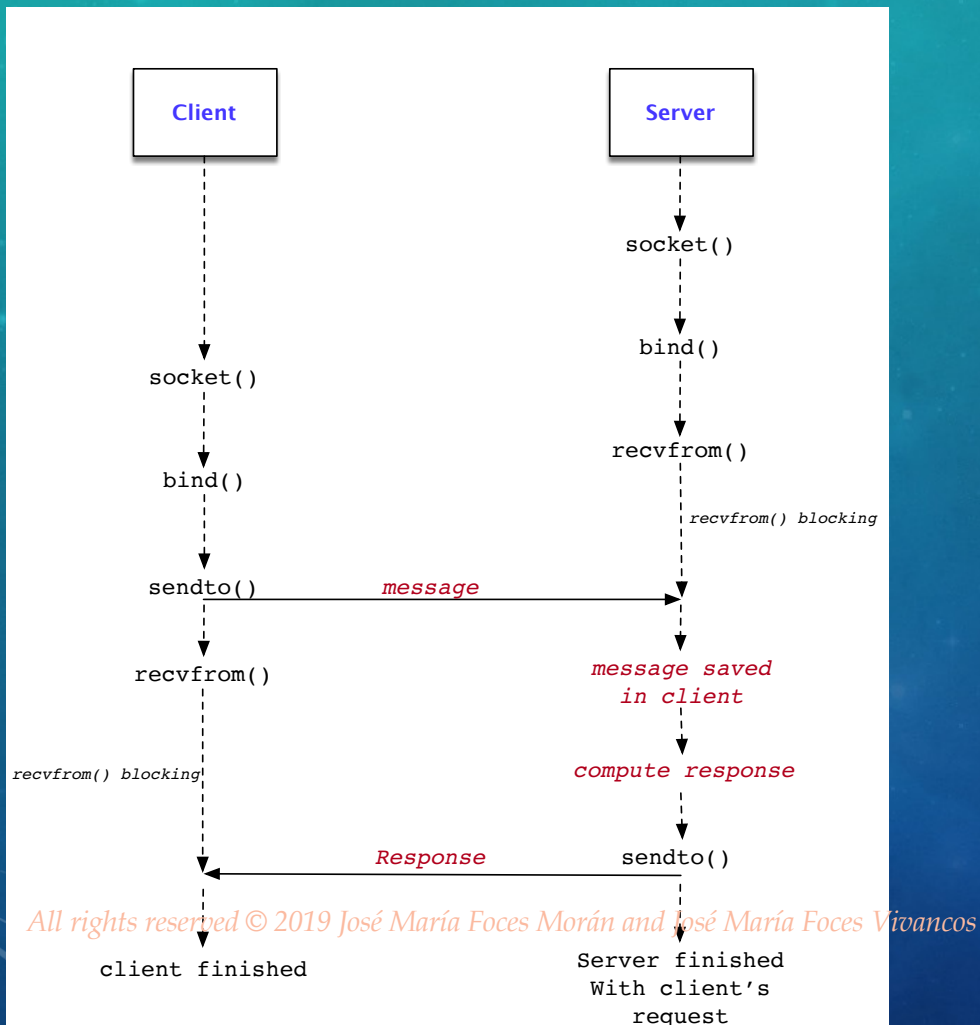 Client
Server
socket()
bind()
socket()
recvfrom()
bind()
recvfrom() blocking
sendto()
message
recvfrom()
message saved
in client
recvfrom() blocking
compute response
Response
sendto()
All rights reserved © 2019 José María Foces Morán and José María Foces Vivancos
client finished
Server finished
With client’s
request